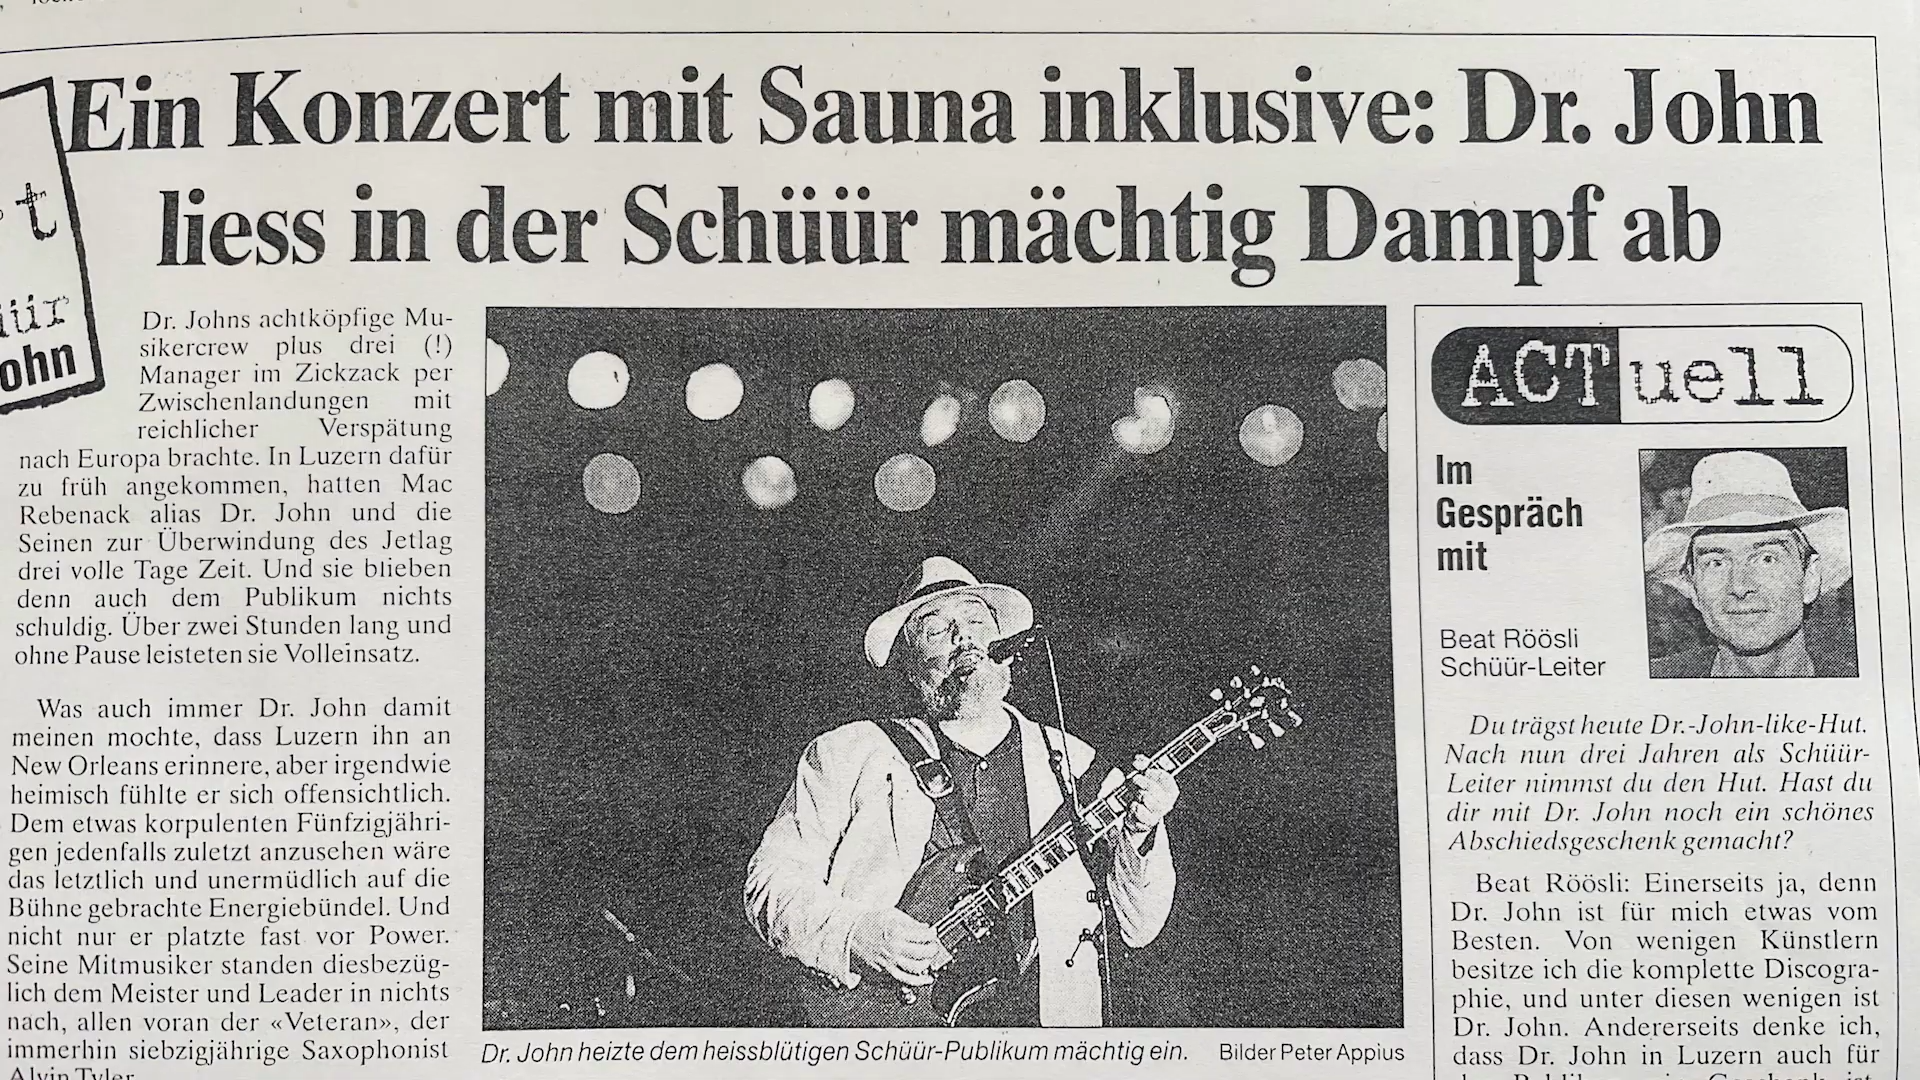 Ein Konzert mit Sauna inklusive: Dr. John
liess in der Schüür mächtig Dampf ab
t
üür
ohn
Dr. Johns achtköpfige Mu-
sikercrew plus drei (!)
Manager im Zickzack per
Zwischenlandungen mit
reichlicher Verspätung
nach Europa brachte. In Luzern dafür
zu früh angekommen, hatten Mac
Rebenack alias Dr. John und die
Seinen zur Überwindung des Jetlag
drei volle Tage Zeit. Und sie blieben
denn auch dem Publikum nichts
schuldig. Über zwei Stunden lang und
ohne Pause leisteten sie Volleinsatz.
Was auch immer Dr. John damit
meinen mochte, dass Luzern ihn an
New Orleans erinnere, aber irgendwie
heimisch fühlte er sich offensichtlich.
Dem etwas korpulenten Fünfzigjähri-
gen jedenfalls zuletzt anzusehen wäre
das letztlich und unermüdlich auf die
Bühne gebrachte Energiebündel. Und
nicht nur er platzte fast vor Power.
Seine Mitmusiker standen diesbezüg-
lich dem Meister und Leader in nichts
nach, allen voran der «Veteran», der
immerhin siebzigjährige Saxophonist
Alvin Tyler
Dr. John heizte dem heissblütigen Schüür-Publikum mächtig ein. Bilder Peter Appius
ACTuell
Im
Gespräch
mit
Beat Röösli
Schüür-Leiter
Du trägst heute Dr.-John-like-Hut.
Nach nun drei Jahren als Schüür-
Leiter nimmst du den Hut. Hast du
dir mit Dr. John noch ein schönes
Abschiedsgeschenk gemacht?
Beat Röösli: Einerseits ja, denn
Dr. John ist für mich etwas vom
Besten. Von wenigen Künstlern
besitze ich die komplette Discogra-
phie, und unter diesen wenigen ist
Dr. John. Andererseits denke ich,
dass Dr. John in Luzern auch für